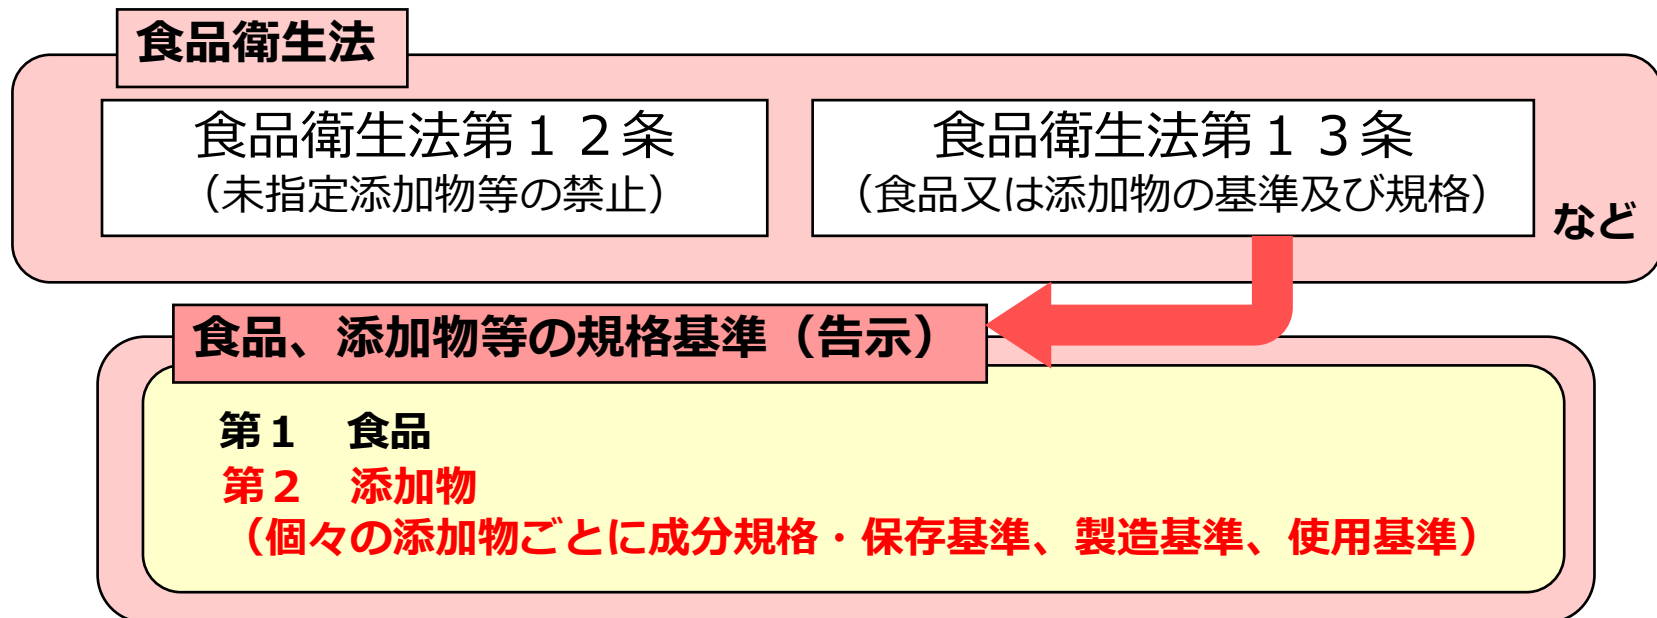 食品衛生法
食品衛生法第１２条
（未指定添加物等の禁止）
食品衛生法第１３条
（食品又は添加物の基準及び規格）
など
食品、添加物等の規格基準（告示）
第１　食品
第２　添加物
（個々の添加物ごとに成分規格・保存基準、製造基準、使用基準）